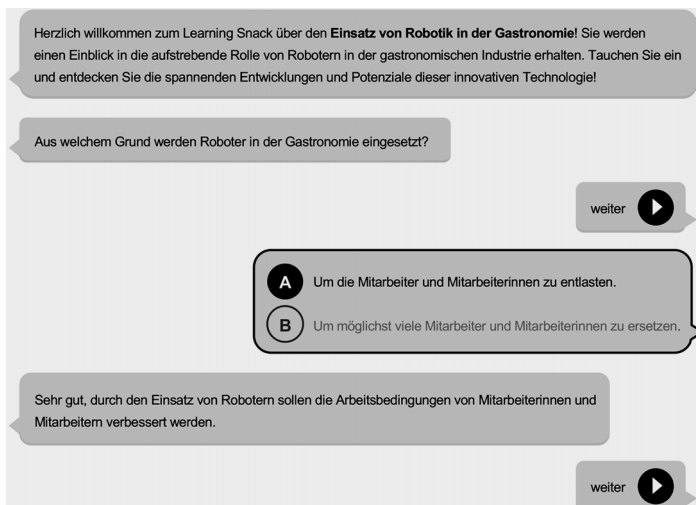 Herzlich willkommen zum Learning Snack über den Einsatz von Robotik in der Gastronomie! Sie werden
einen Einblick in die aufstrebende Rolle von Robotern in der gastronomischen Industrie erhalten. Tauchen Sie ein
und entdecken Sie die spannenden Entwicklungen und Potenziale dieser innovativen Technologie!
Aus welchem Grund werden Roboter in der Gastronomie eingesetzt?
weiter
A Um die Mitarbeiter und Mitarbeiterinnen zu entlasten.
B Um möglichst viele Mitarbeiter und Mitarbeiterinnen zu ersetzen.
Sehr gut, durch den Einsatz von Robotern sollen die Arbeitsbedingungen von Mitarbeiterinnen und
Mitarbeitern verbessert werden.
weiter